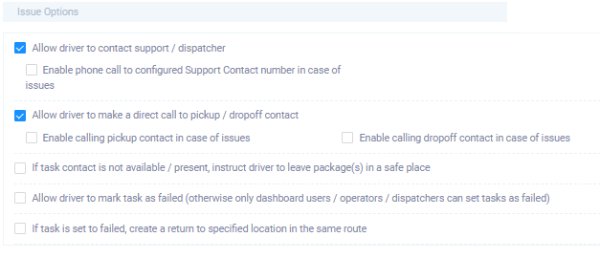 Issue Options
Allow driver to contact support / dispatcher
Enable phone call to configured Support Contact number in case of
issues
Allow driver to make a direct call to pickup / dropoff contact
Enable calling pickup contact in case of issues
Enable calling dropoff contact in case of issues
If task contact is not available / present, instruct driver to leave package(s) in a safe place
Allow driver to mark task as failed (otherwise only dashboard users / operators / dispatchers can set tasks as failed)
If task is set to failed, create a return to specified location in the same route